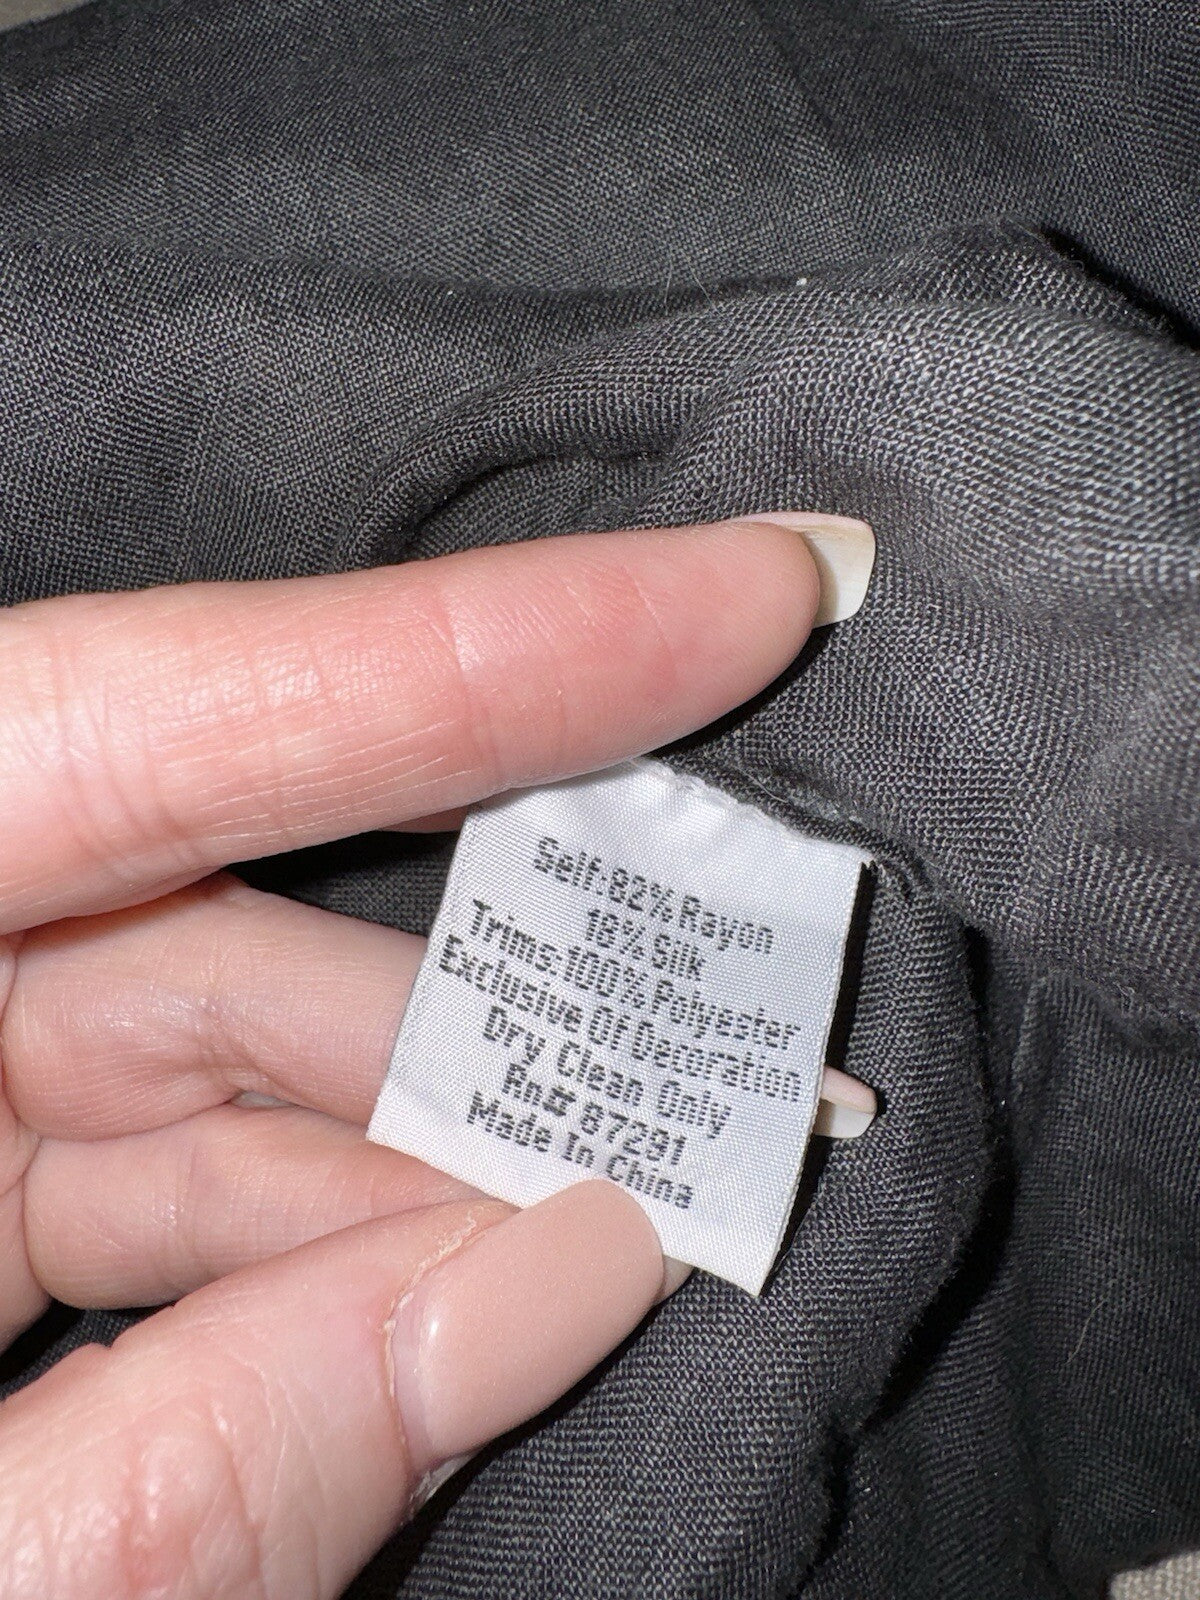 Self:82%Rayon
18%Silk
Trims:100%Polyester
Exclusive Of Decoration
Dry Clean Only
Rn# 87291
Made In China